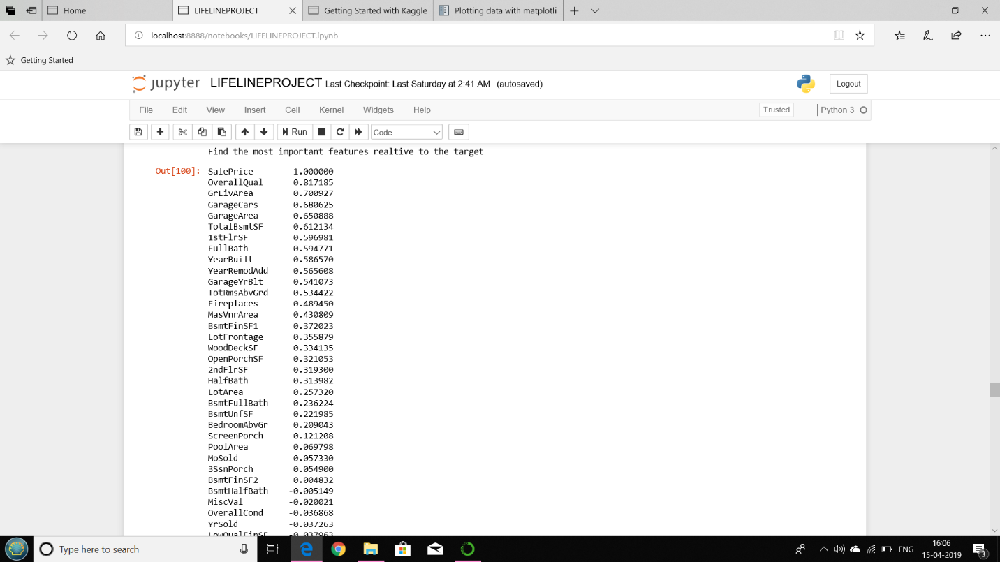 Home
LIFELINEPROJECT
Getting Started with Kaggle
Plotting data with matplotli
localhost:8888/notebooks/LIFELINEPROJECT.ipynb
Getting Started
jupyter LIFELINEPROJECT Last Checkpoint: Last Saturday at 2:41 AM (autosaved)
Logout
File Edit View Insert Cell Kernel Widgets Help
Trusted Python 3
Run Code
Find the most important features realtive to the target
Out[100]: SalePrice 1.000000
OverallQual 0.817185
GrLivArea 0.700927
GarageCars 0.680625
GarageArea 0.650888
TotalBsmtSF 0.612134
1stFlrSF 0.596981
FullBath 0.594771
YearBuilt 0.586570
YearRemodAdd 0.565608
GarageYrBlt 0.541073
TotRmsAbvGrd 0.534422
Fireplaces 0.489450
MasVnrArea 0.430809
BsmtFinSF1 0.372023
LotFrontage 0.355879
WoodDeckSF 0.334135
OpenPorchSF 0.321053
2ndFlrSF 0.319300
HalfBath 0.313982
LotArea 0.257320
BsmtFullBath 0.236224
BsmtUnfSF 0.221985
BedroomAbvGr 0.209043
ScreenPorch 0.121208
PoolArea 0.069798
MoSold 0.057330
3SsnPorch 0.054900
BsmtFinSF2 0.004832
BsmtHalfBath -0.005149
MiscVal -0.020021
OverallCond -0.036868
YrSold -0.037263
LowQualFinSF -0.037963
Type here to search
ENG
16:06
15-04-2019
3